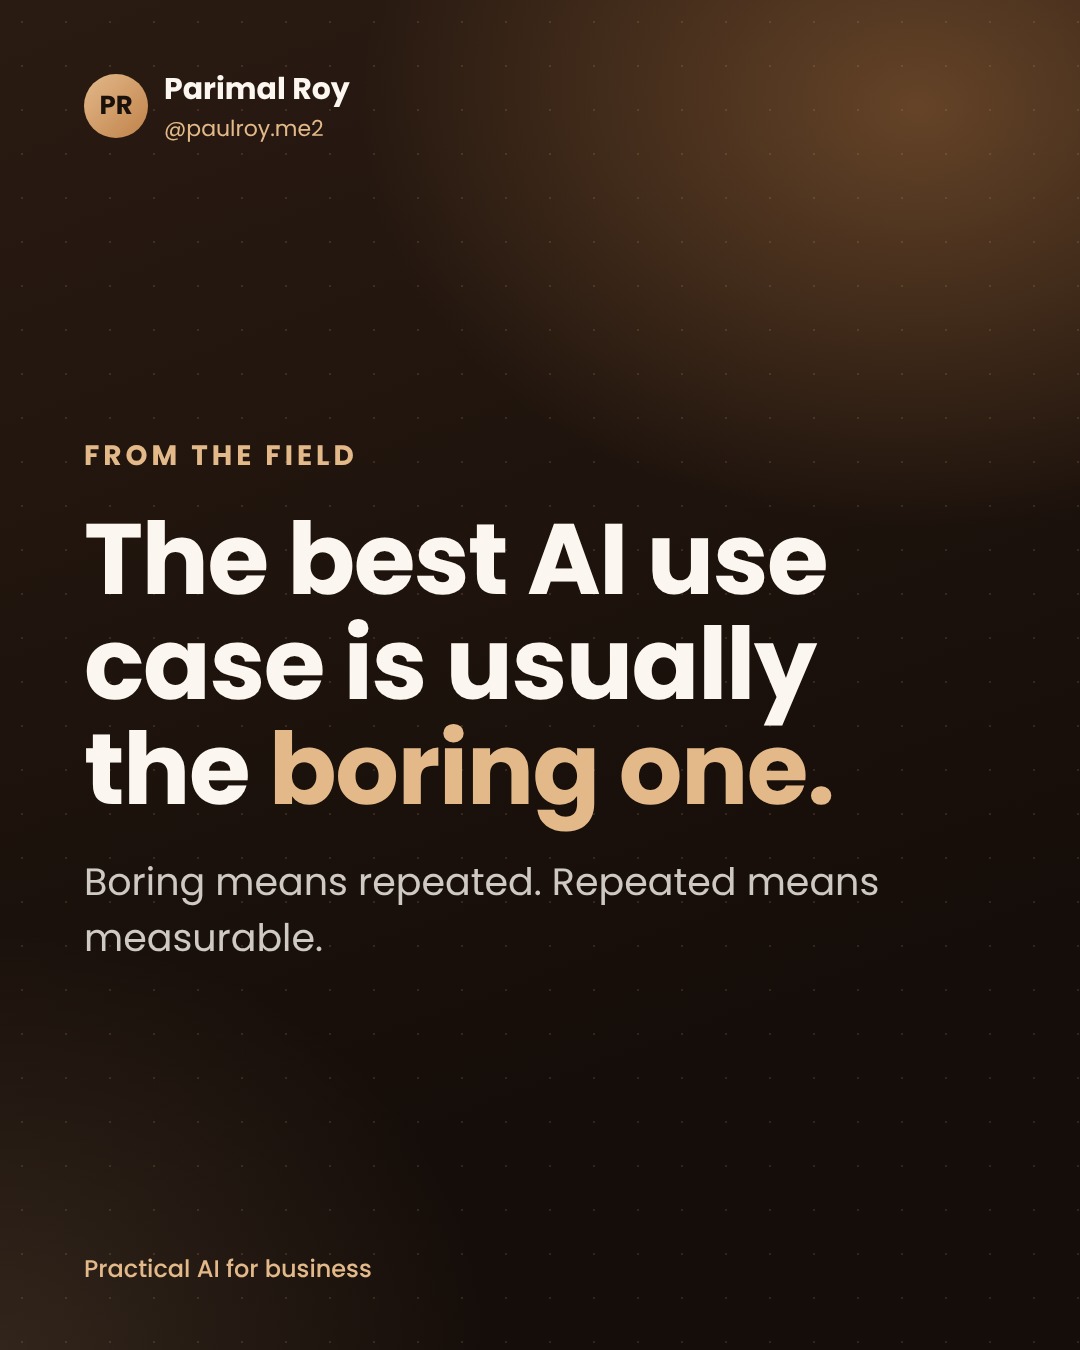 PR
Parimal Roy
@paulroy.me2
FROM THE FIELD
The best AI use
case is usually
the boring one.
Boring means repeated. Repeated means
measurable.
Practical AI for business